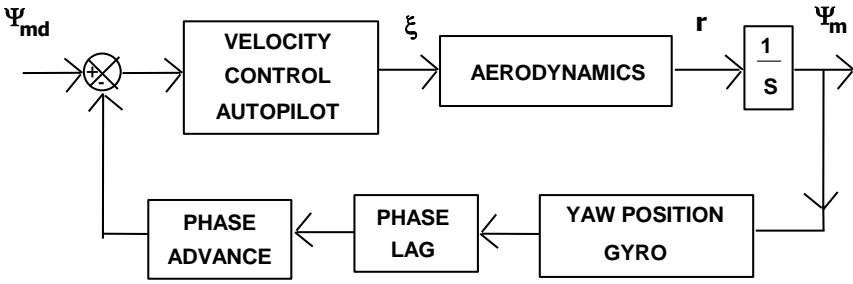 Ψmd
+
-
VELOCITY
CONTROL
AUTOPILOT
ξ
AERODYNAMICS
r
1
S
Ψm
PHASE
ADVANCE
PHASE
LAG
YAW POSITION
GYRO